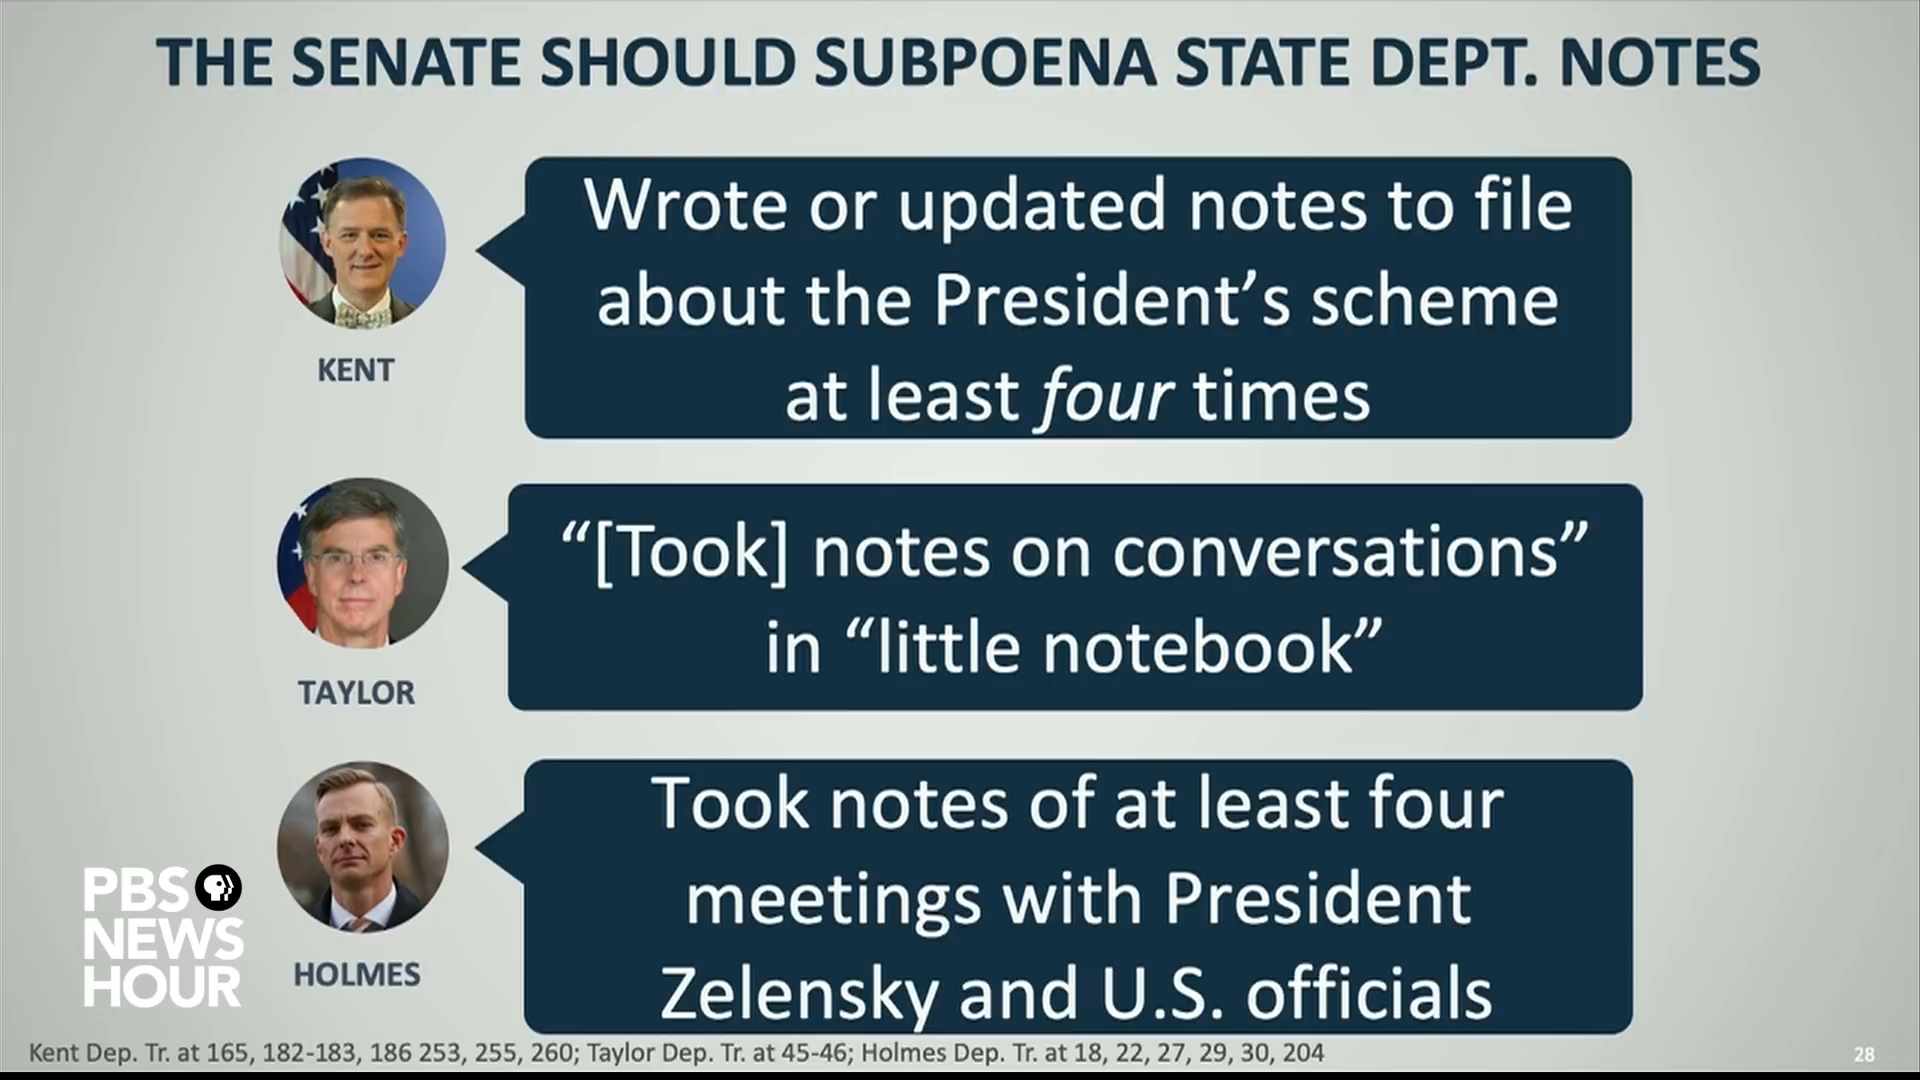 THE SENATE SHOULD SUBPOENA STATE DEPT. NOTES
Wrote or updated notes to file
about the President’s scheme
at least four times
KENT
“[Took] notes on conversations”
in “little notebook”
TAYLOR
Took notes of at least four
meetings with President
Zelensky and U.S. officials
HOLMES
PBS
NEWS
HOUR
Kent Dep. Tr. at 165, 182-183, 186 253, 255, 260; Taylor Dep. Tr. at 45-46; Holmes Dep. Tr. at 18, 22, 27, 29, 30, 204
28